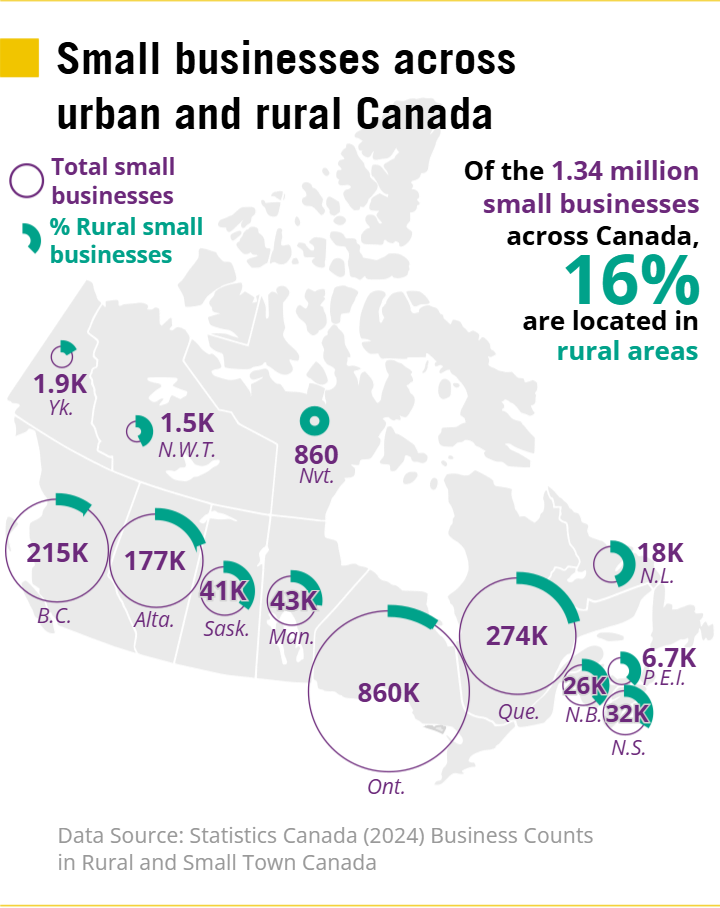 Small businesses across
urban and rural Canada
Total small
businesses
% Rural small
businesses
Of the 1.34 million
small businesses
across Canada,
16%
are located in
rural areas
1.9K
Yk.
1.5K
N.W.T.
860
Nvt.
215K
B.C.
177K
Alta.
41K
Sask.
43K
Man.
860K
Ont.
274K
Que.
18K
N.L.
6.7K
P.E.I.
26K
N.B.
32K
N.S.
Data Source: Statistics Canada (2024) Business Counts
in Rural and Small Town Canada